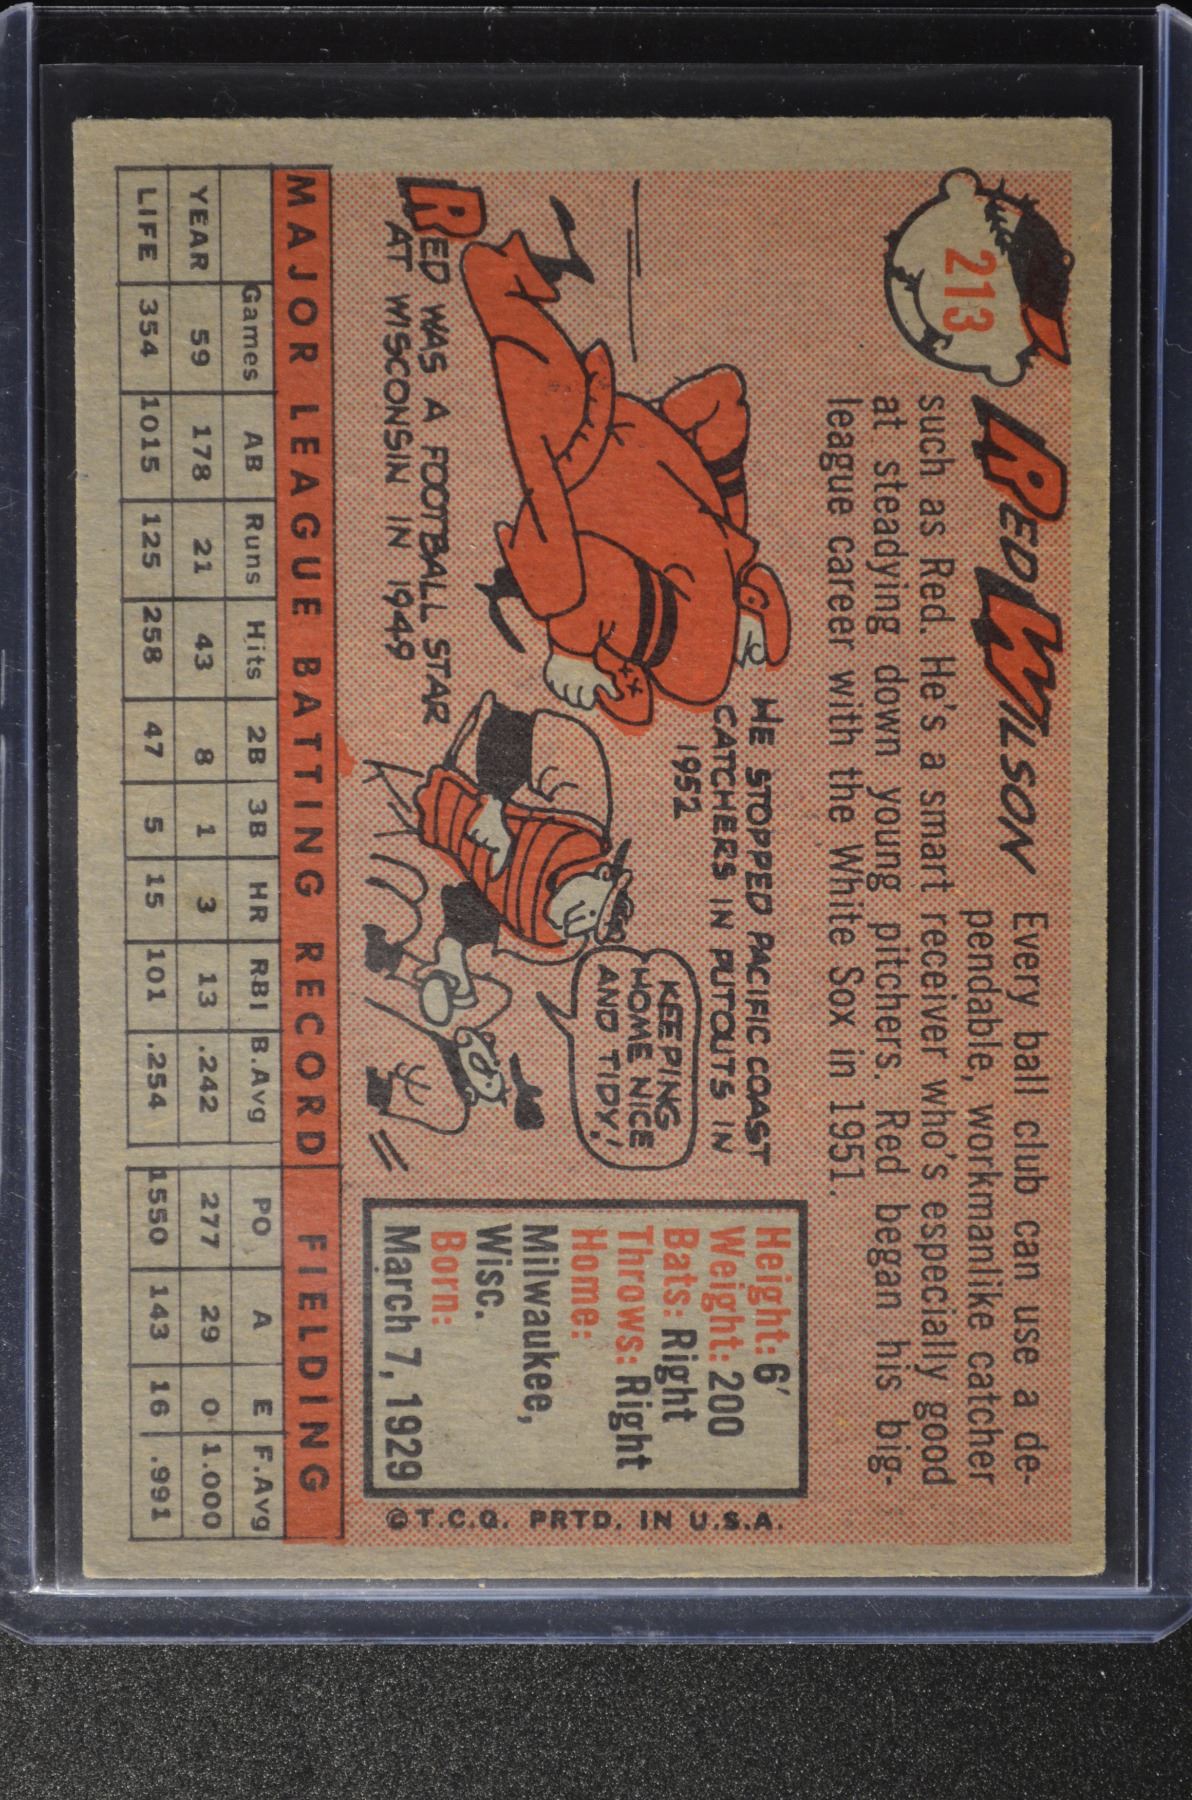 213
RED WILSON
Every ball club can use a de-
pendable, workmanlike catcher
such as Red. He's a smart receiver who's especially good
at steadying down young pitchers. Red began his big-
league career with the White Sox in 1951.
HE STOPPED PACIFIC COAST
CATCHERS IN PUTOUTS IN
1952
KEEPING
HOME NICE
AND TIDY!
RED WAS A FOOTBALL STAR
AT WISCONSIN IN 1949
Height: 6'
Weight: 200
Bats: Right
Throws: Right
Home:
Milwaukee,
Wisc.
Born:
March 7, 1929
©T.C.G. PRTD. IN U.S.A.
MAJOR LEAGUE BATTING RECORD FIELDING
Games AB Runs Hits 2B 3B HR RBI B.Avg PO A E F.Avg
YEAR 59 178 21 43 8 1 3 13 .242 277 29 0 1.000
LIFE 354 1015 125 258 47 5 15 101 .254 1550 143 16 .991